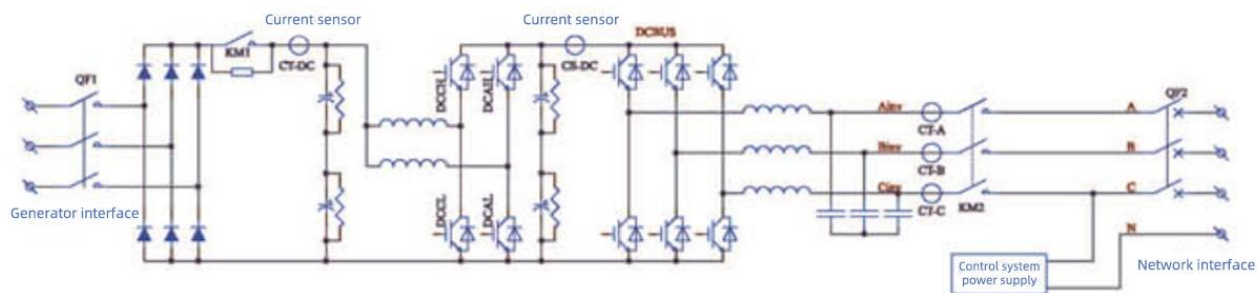 Current sensor
Current sensor
KM1
CT-DC
CS-DC
DCBUS
QF1
Generator interface
DCCH
DCAH
DCCL
DCAL
Ainv
CT-A
A
QF2
Binv
CT-B
B
Cinv
CT-C
KM2
C
N
Control system
power supply
Network interface